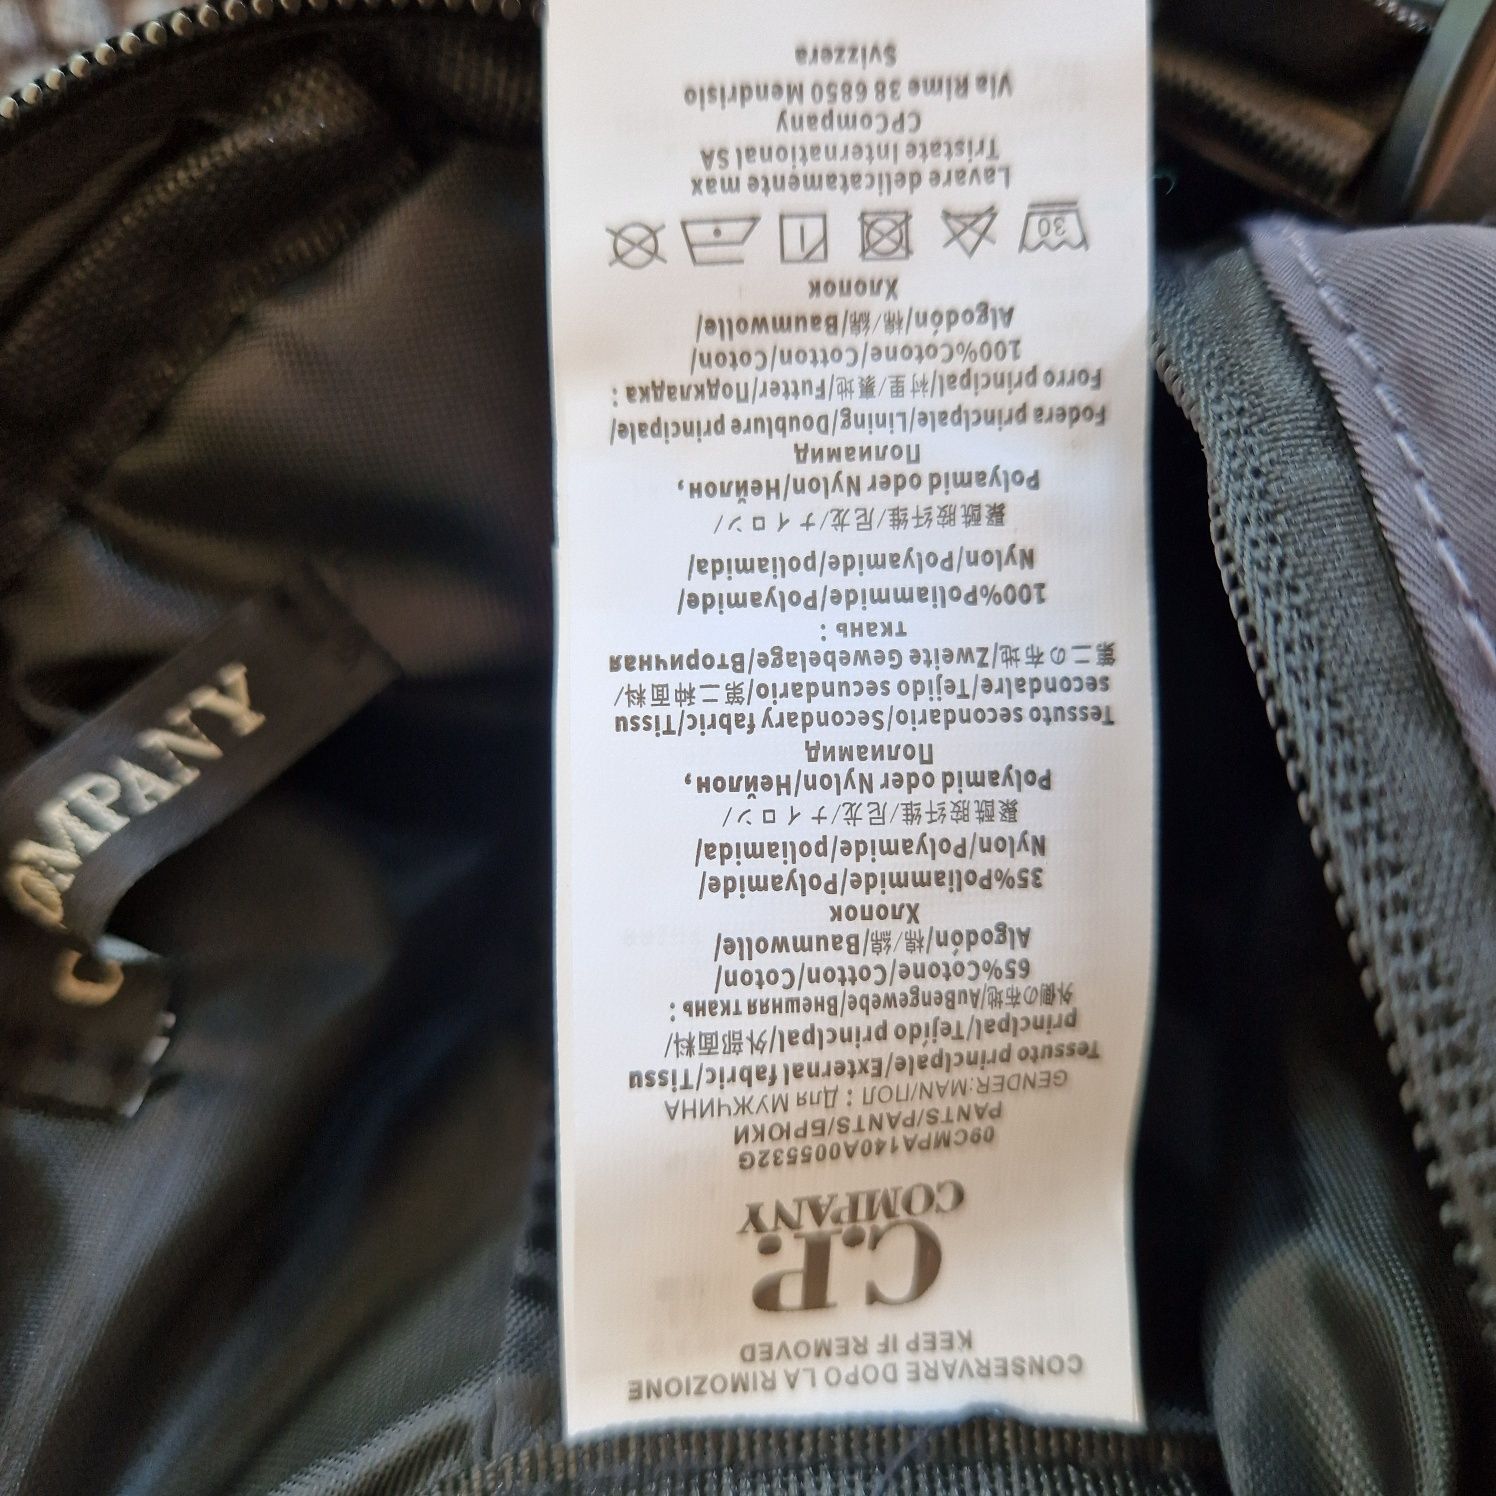 CONSERVARE DOPO LA RIMOZIONE
KEEP IF REMOVED
C.P.
COMPANY
09CMPA140A005532G
PANTS/PANTS/БРЮКИ
GENDER:MAN/ПОЛ：Для МУЖЧИНА
Tessuto principale/External fabric/Tissu
principal/Tejido principal/外部面料/
外側の布地/Außengewebe/Внешняя ткань：
65%Cotone/Cotton/Coton/
Algodón/棉/綿/Baumwolle/
Хлопок
35%Poliammide/Polyamide/
Nylon/Polyamide/poliamida/
聚酰胺纤维/尼龙/ナイロン/
Polyamid oder Nylon/Нейлон,
Полиамид
Tessuto secondario/Secondary fabric/Tissu
secondaire/Tejido secundario/第二种面料/
第二の布地/Zweite Gewebelage/Вторичная
ткань：
100%Poliammide/Polyamide/
Nylon/Polyamide/poliamida/
聚酰胺纤维/尼龙/ナイロン/
Polyamid oder Nylon/Нейлон,
Полиамид
Fodera principale/Lining/Doublure principale/
Forro principal/衬里/裏地/Futter/Подкладка：
100%Cotone/Cotton/Coton/
Algodón/棉/綿/Baumwolle/
Хлопок
30
Lavare delicatamente max
Tristate International SA
CPCompany
Via Rime 38 6850 Mendrisio
Svizzera
OMPANY